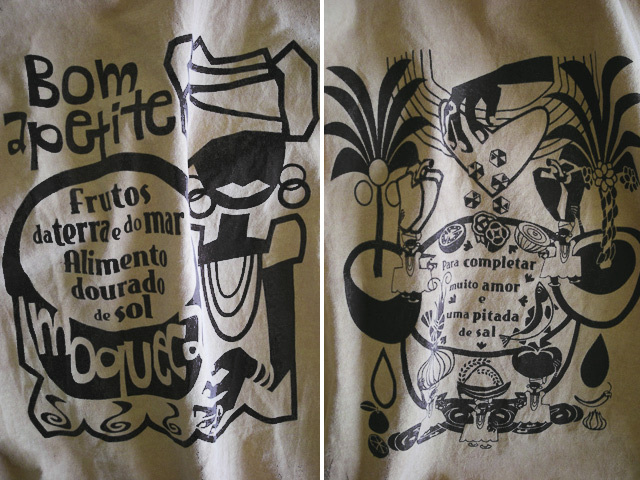 Bom
apetite
Frutos
da terra e do mar
Alimento
dourado
de sol
moqueca
Para completar
muito amor
e
uma pitada
de sal